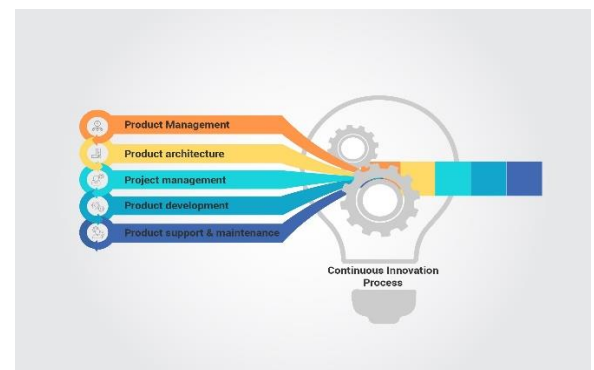 Product Management
Product architecture
Project management
Product development
Product support & maintenance
Continuous Innovation
Process